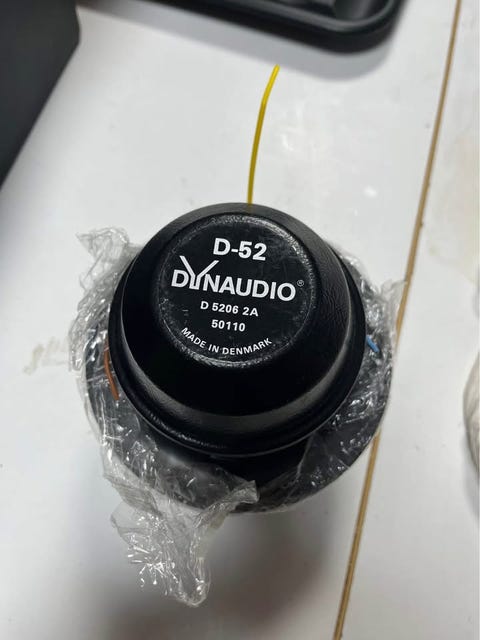 D-52
DYNAUDIO®
D 5206 2A
50110
MADE IN DENMARK